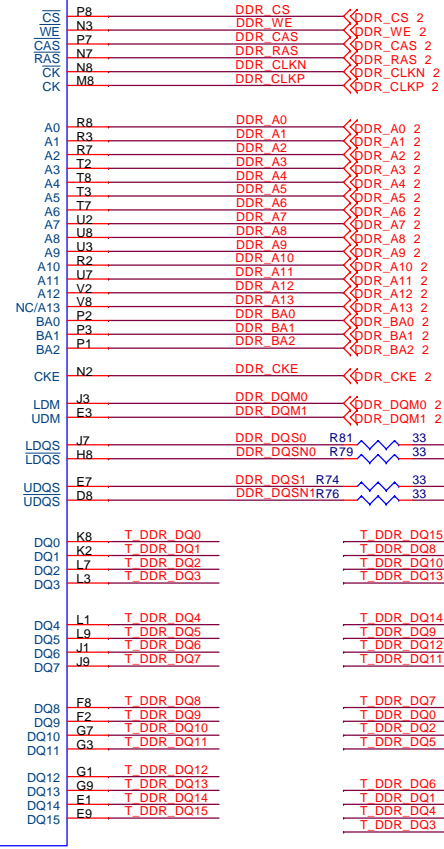 CS P8 DDR_CS DDR_CS 2
WE N3 DDR_WE DDR_WE 2
CAS P7 DDR_CAS DDR_CAS 2
RAS N7 DDR_RAS DDR_RAS 2
CK N8 DDR_CLKN DDR_CLKN 2
CK M8 DDR_CLKP DDR_CLKP 2
A0 R8 DDR_A0 DDR_A0 2
A1 R3 DDR_A1 DDR_A1 2
A2 R7 DDR_A2 DDR_A2 2
A3 T2 DDR_A3 DDR_A3 2
A4 T8 DDR_A4 DDR_A4 2
A5 T3 DDR_A5 DDR_A5 2
A6 T7 DDR_A6 DDR_A6 2
A7 U2 DDR_A7 DDR_A7 2
A8 U8 DDR_A8 DDR_A8 2
A9 U3 DDR_A9 DDR_A9 2
A10 R2 DDR_A10 DDR_A10 2
A11 U7 DDR_A11 DDR_A11 2
A12 V2 DDR_A12 DDR_A12 2
NC/A13 V8 DDR_A13 DDR_A13 2
BA0 P2 DDR_BA0 DDR_BA0 2
BA1 P3 DDR_BA1 DDR_BA1 2
BA2 P1 DDR_BA2 DDR_BA2 2
CKE N2 DDR_CKE DDR_CKE 2
LDM J3 DDR_DQM0 DDR_DQM0 2
UDM E3 DDR_DQM1 DDR_DQM1 2
LDQS J7 DDR_DQS0 R81 33
LDQS H8 DDR_DQSN0 R79 33
UDQS E7 DDR_DQS1 R74 33
UDQS D8 DDR_DQSN1 R76 33
DQ0 K8 T_DDR_DQ0 T_DDR_DQ15
DQ1 K2 T_DDR_DQ1 T_DDR_DQ8
DQ2 L7 T_DDR_DQ2 T_DDR_DQ10
DQ3 L3 T_DDR_DQ3 T_DDR_DQ13
DQ4 L1 T_DDR_DQ4 T_DDR_DQ14
DQ5 L9 T_DDR_DQ5 T_DDR_DQ9
DQ6 J1 T_DDR_DQ6 T_DDR_DQ12
DQ7 J9 T_DDR_DQ7 T_DDR_DQ11
DQ8 F8 T_DDR_DQ8 T_DDR_DQ7
DQ9 F2 T_DDR_DQ9 T_DDR_DQ0
DQ10 G7 T_DDR_DQ10 T_DDR_DQ2
DQ11 G3 T_DDR_DQ11 T_DDR_DQ5
DQ12 G1 T_DDR_DQ12
DQ13 G9 T_DDR_DQ13 T_DDR_DQ6
DQ14 E1 T_DDR_DQ14 T_DDR_DQ1
DQ15 E9 T_DDR_DQ15 T_DDR_DQ4
T_DDR_DQ3